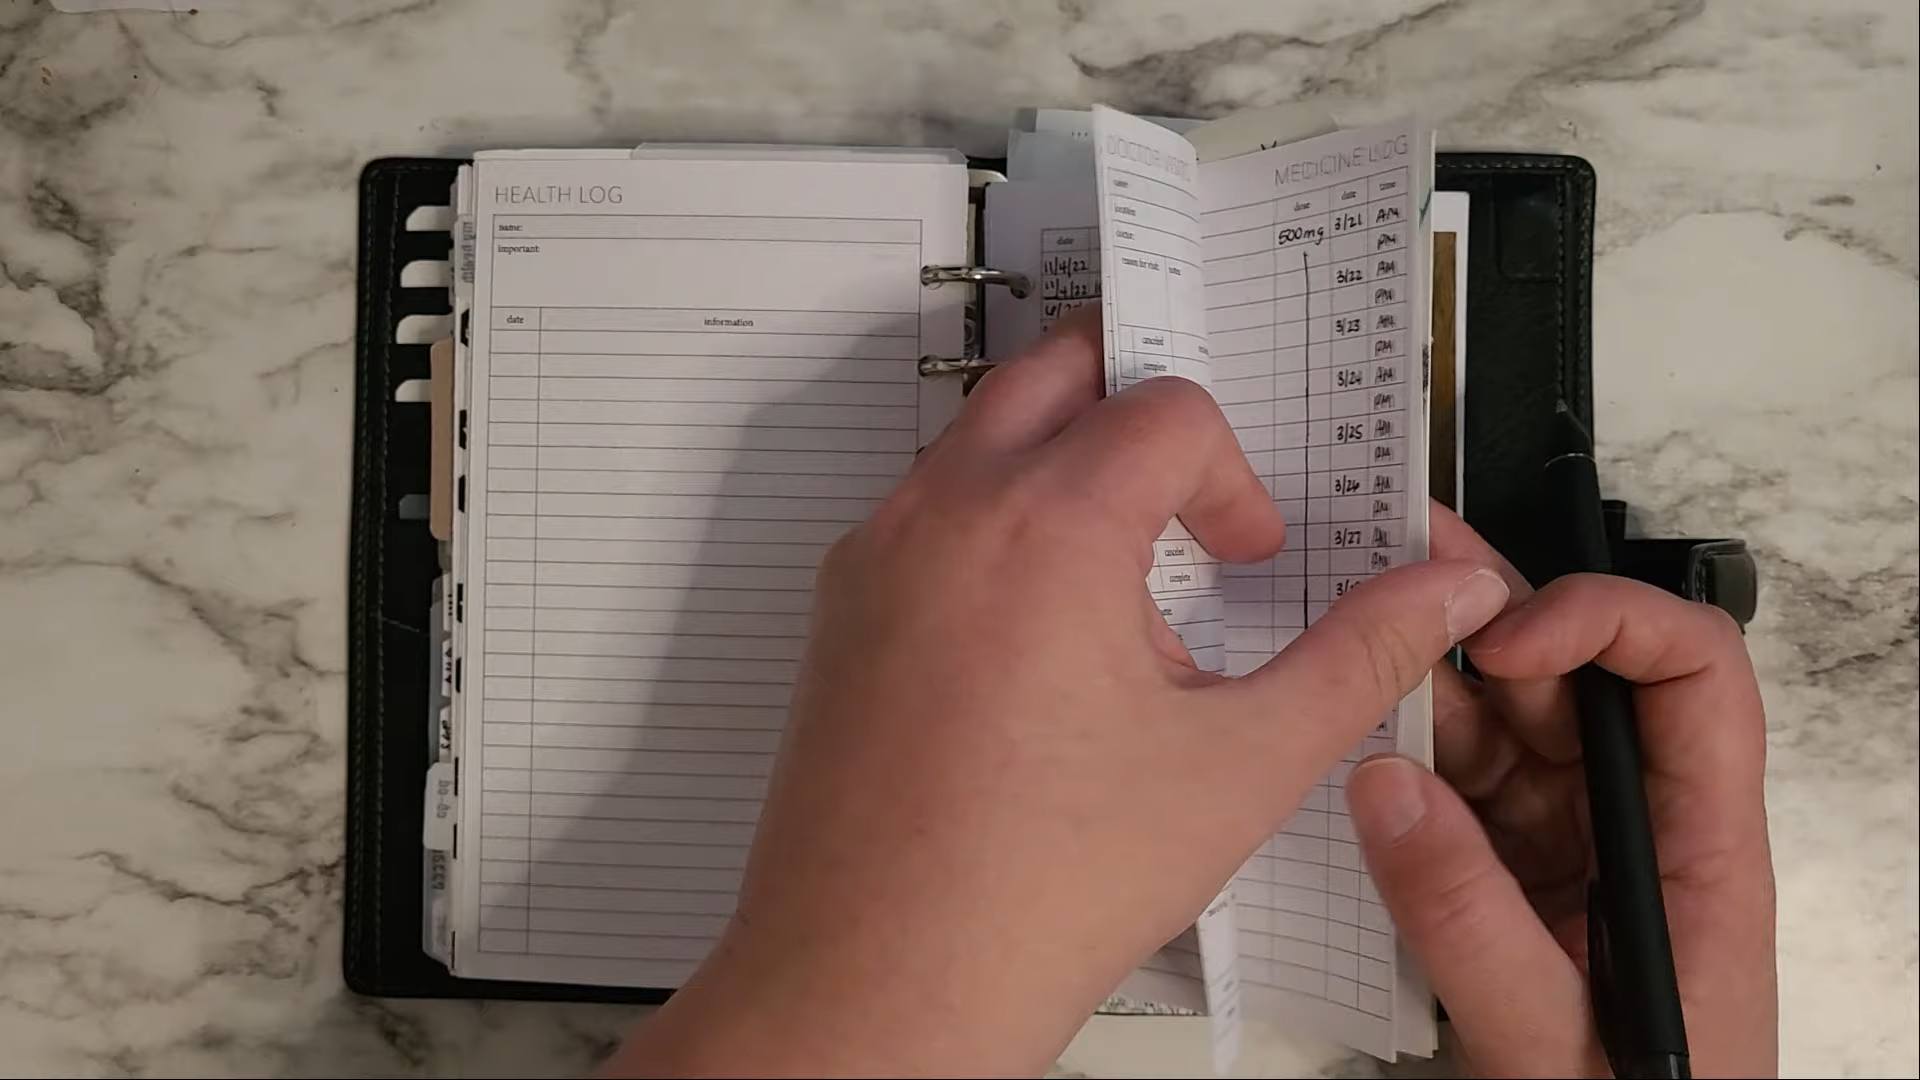 HEALTH LOG
name:
important:
date information
date
11/4/22
11/4/22
DOCTOR VISIT
name:
location:
doctor:
reason for visit: notes:
canceled
complete
canceled
complete
MEDICINE LOG
dose date time
500mg 3/21 AM
PM
3/22 AM
PM
3/23 AM
PM
3/24 AM
PM
3/25 AM
PM
3/26 AM
PM
3/27 AM
PM